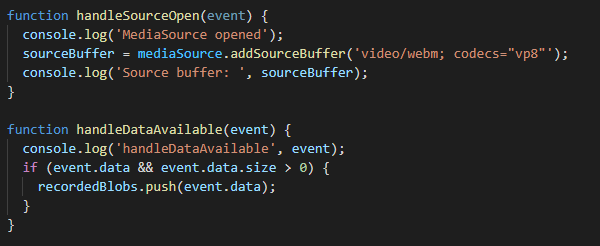 function handleSourceOpen(event) {
  console.log('MediaSource opened');
  sourceBuffer = mediaSource.addSourceBuffer('video/webm; codecs="vp8"');
  console.log('Source buffer: ', sourceBuffer);
}

function handleDataAvailable(event) {
  console.log('handleDataAvailable', event);
  if (event.data && event.data.size > 0) {
    recordedBlobs.push(event.data);
  }
}